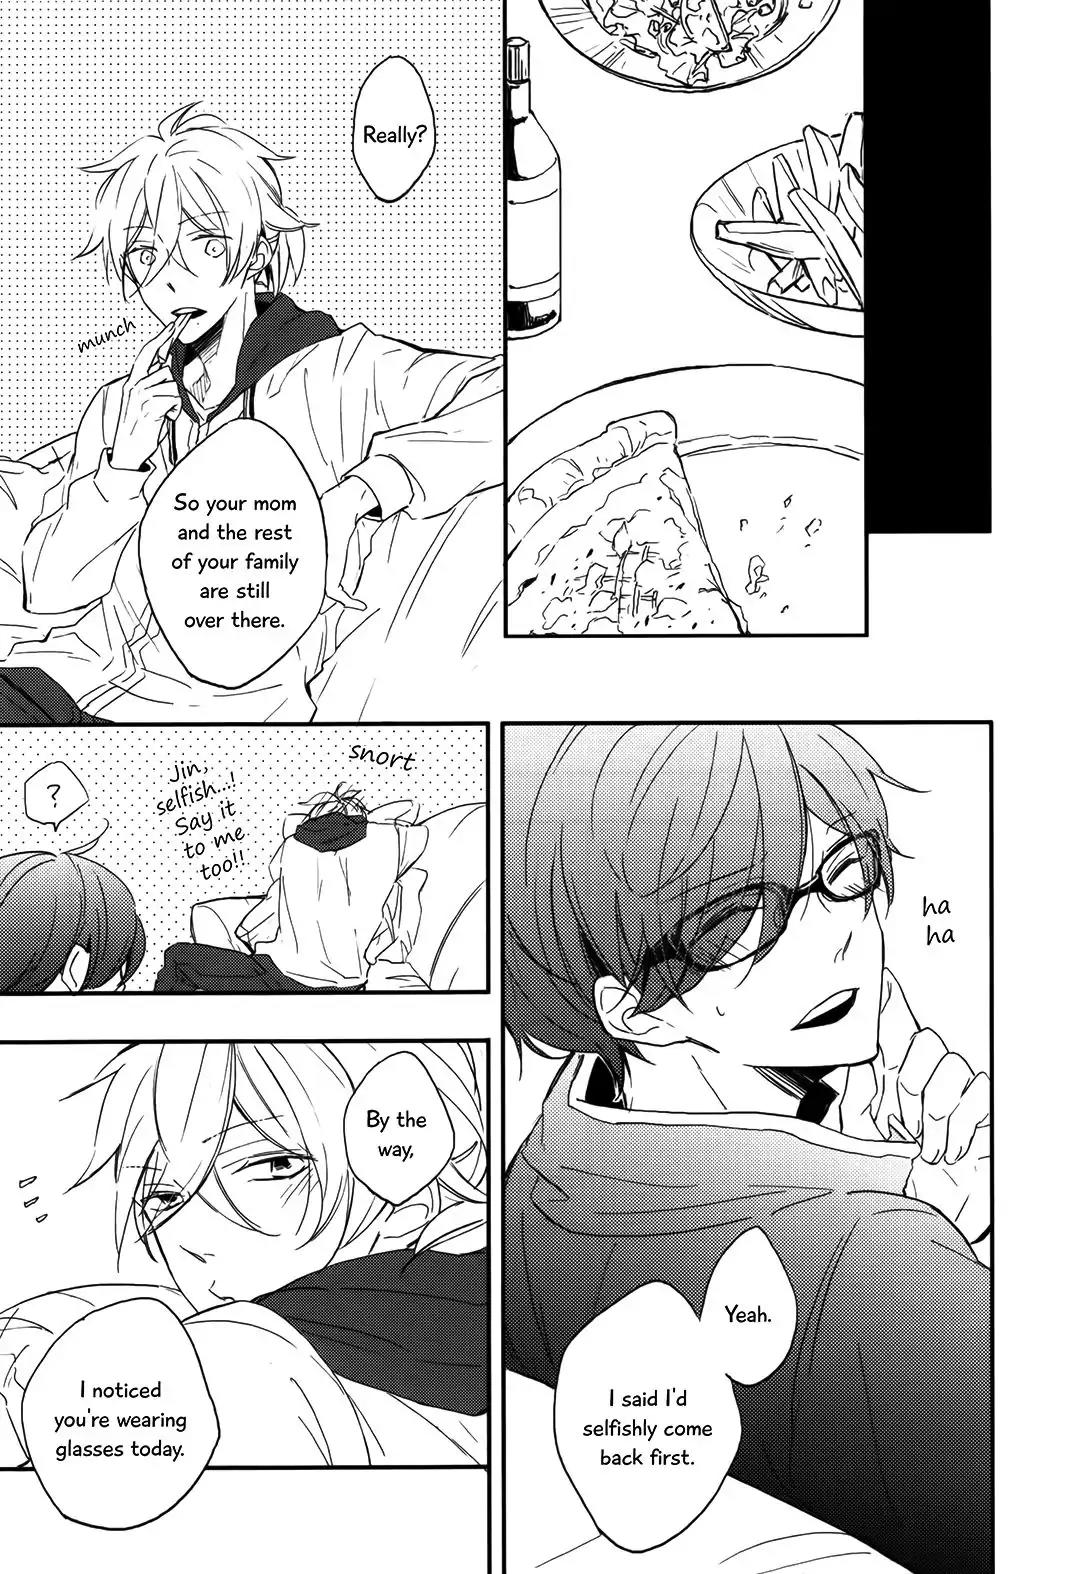 Really?
munch
So your mom
and the rest
of your family
are still
over there.
ha
ha
Yeah.
I said I'd
selfishly come
back first.
snort
Jin,
selfish...!
Say it
to me
too!!
?
By the
way,
I noticed
you're wearing
glasses today.